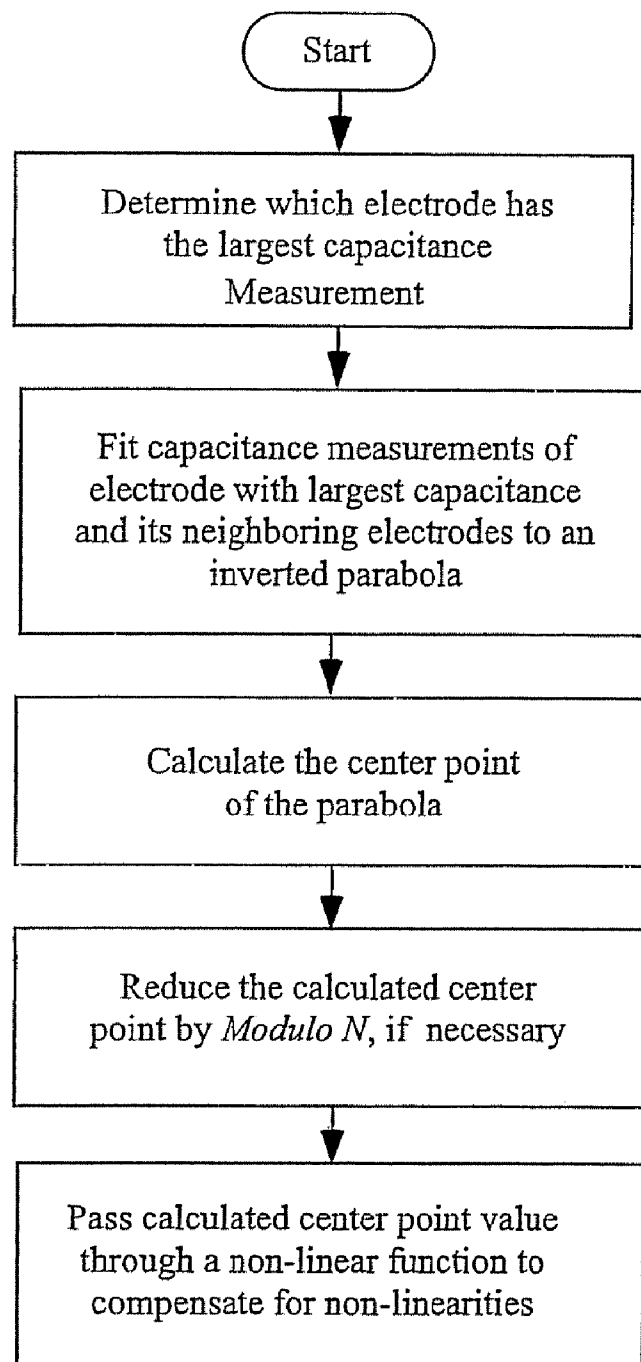 Start
Determine which electrode has
the largest capacitance
Measurement
Fit capacitance measurements of
electrode with largest capacitance
and its neighboring electrodes to an
inverted parabola
Calculate the center point
of the parabola
Reduce the calculated center
point by Modulo N, if necessary
Pass calculated center point value
through a non-linear function to
compensate for non-linearities